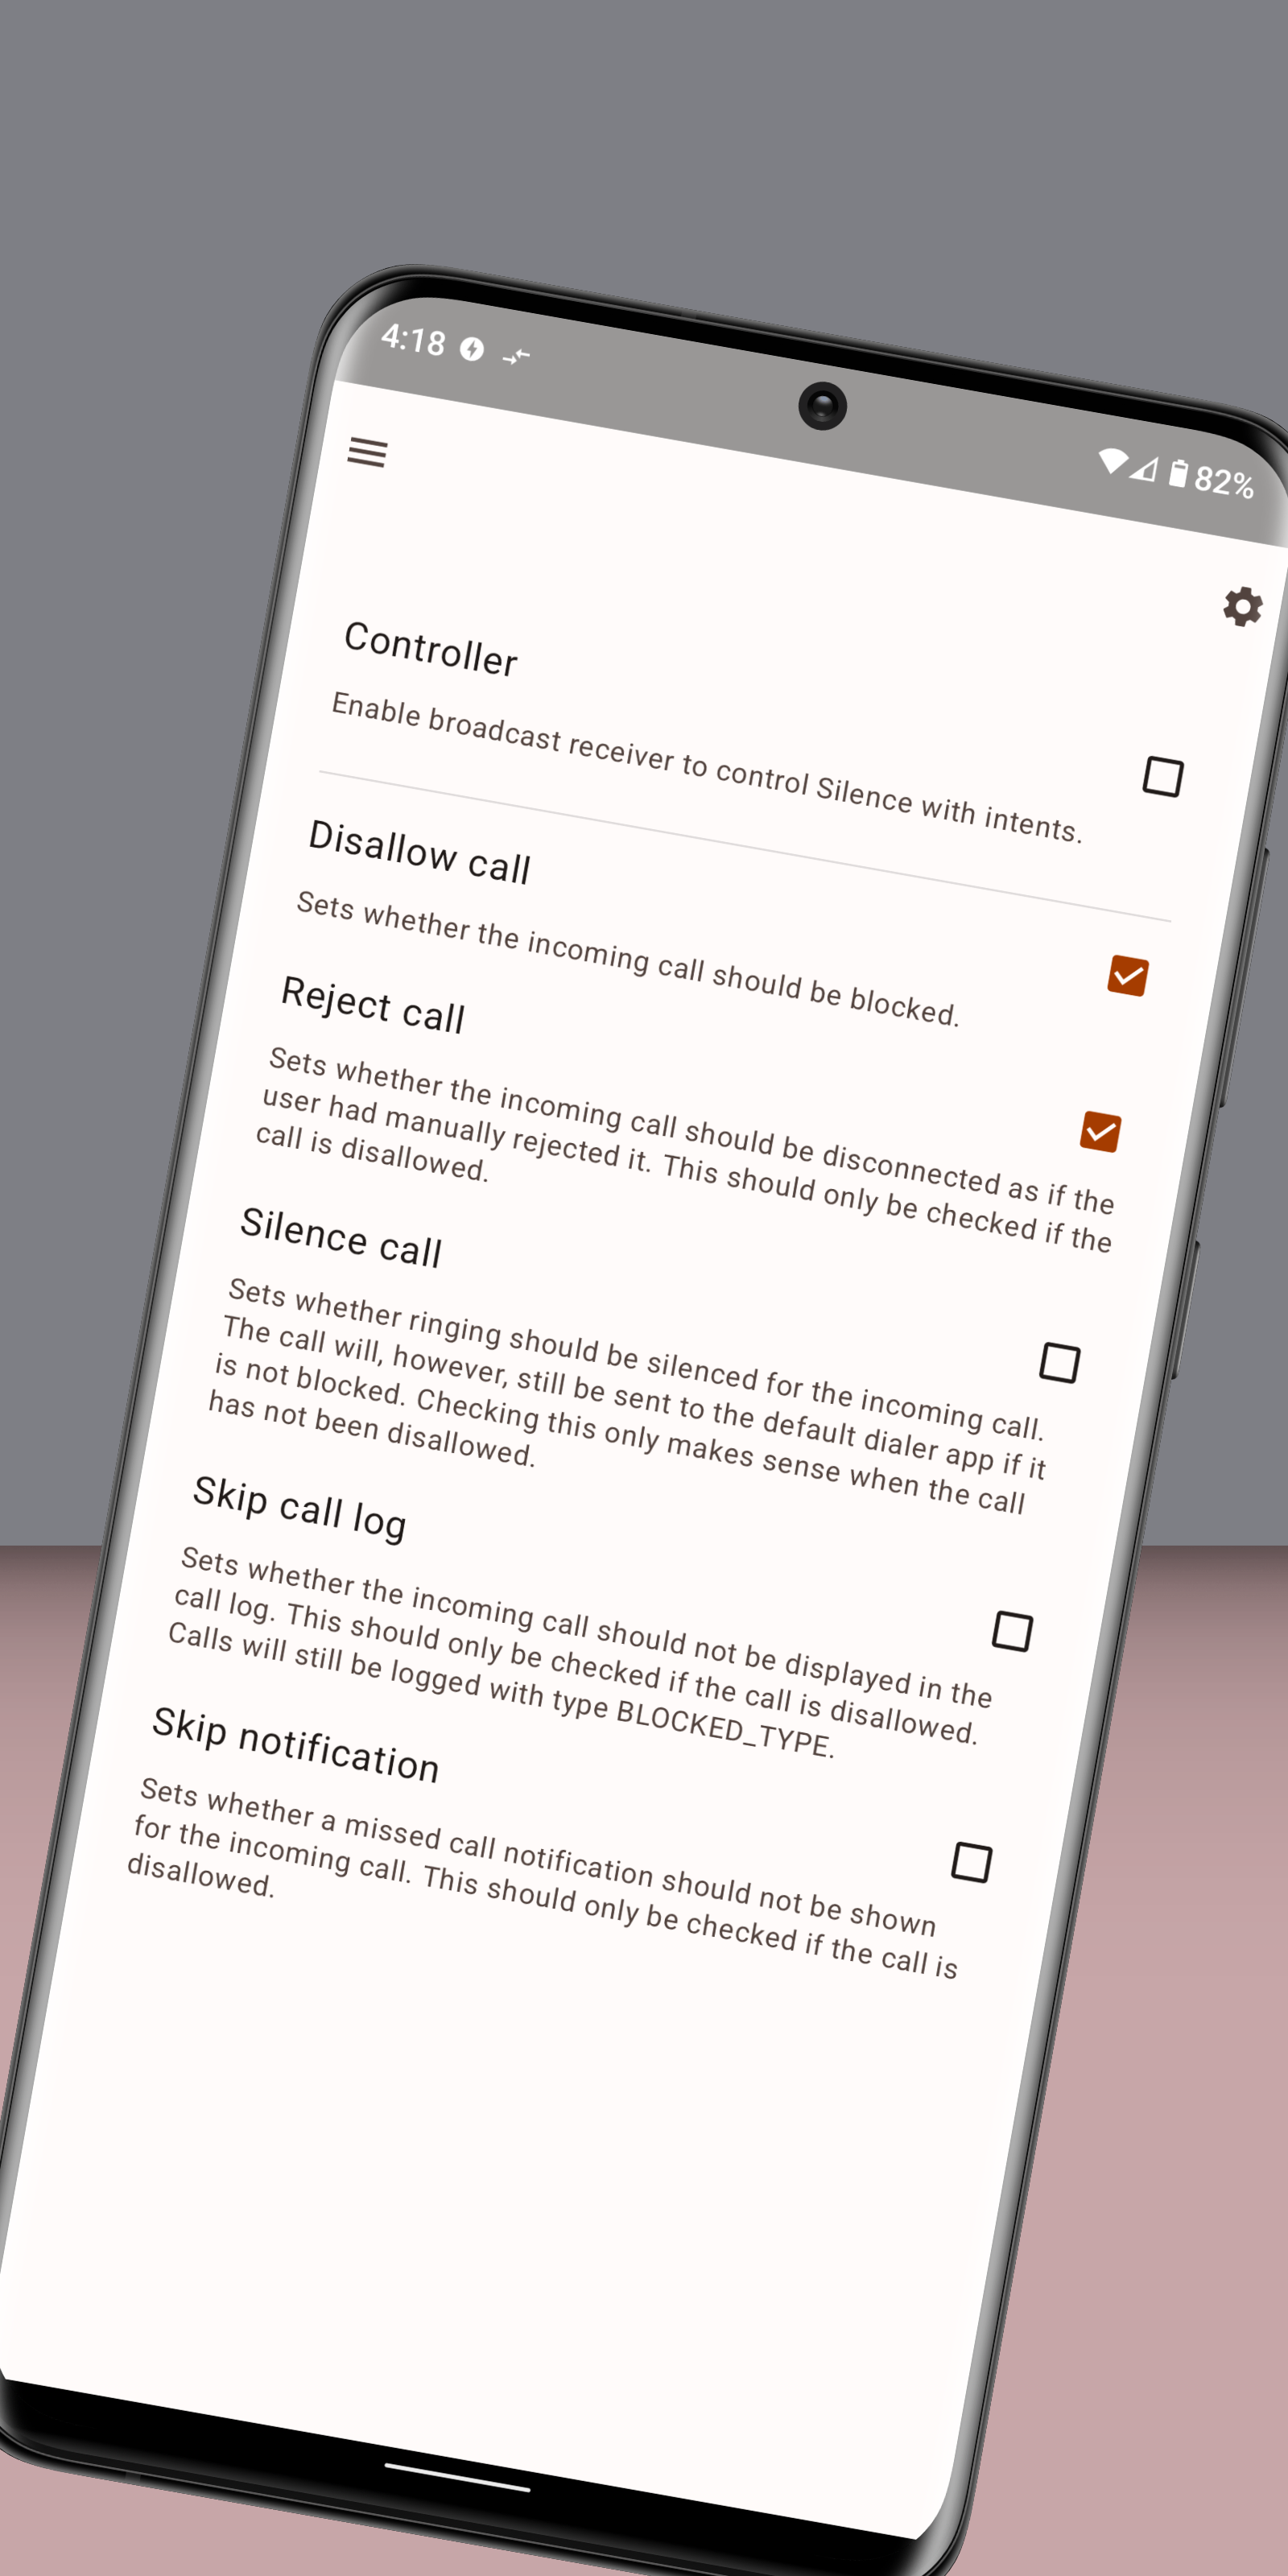 4:18
82%
Controller
Enable broadcast receiver to control Silence with intents.
Disallow call
Sets whether the incoming call should be blocked.
Reject call
Sets whether the incoming call should be disconnected as if the
user had manually rejected it. This should only be checked if the
call is disallowed.
Silence call
Sets whether ringing should be silenced for the incoming call.
The call will, however, still be sent to the default dialer app if it
is not blocked. Checking this only makes sense when the call
has not been disallowed.
Skip call log
Sets whether the incoming call should not be displayed in the
call log. This should only be checked if the call is disallowed.
Calls will still be logged with type BLOCKED_TYPE.
Skip notification
Sets whether a missed call notification should not be shown
for the incoming call. This should only be checked if the call is
disallowed.